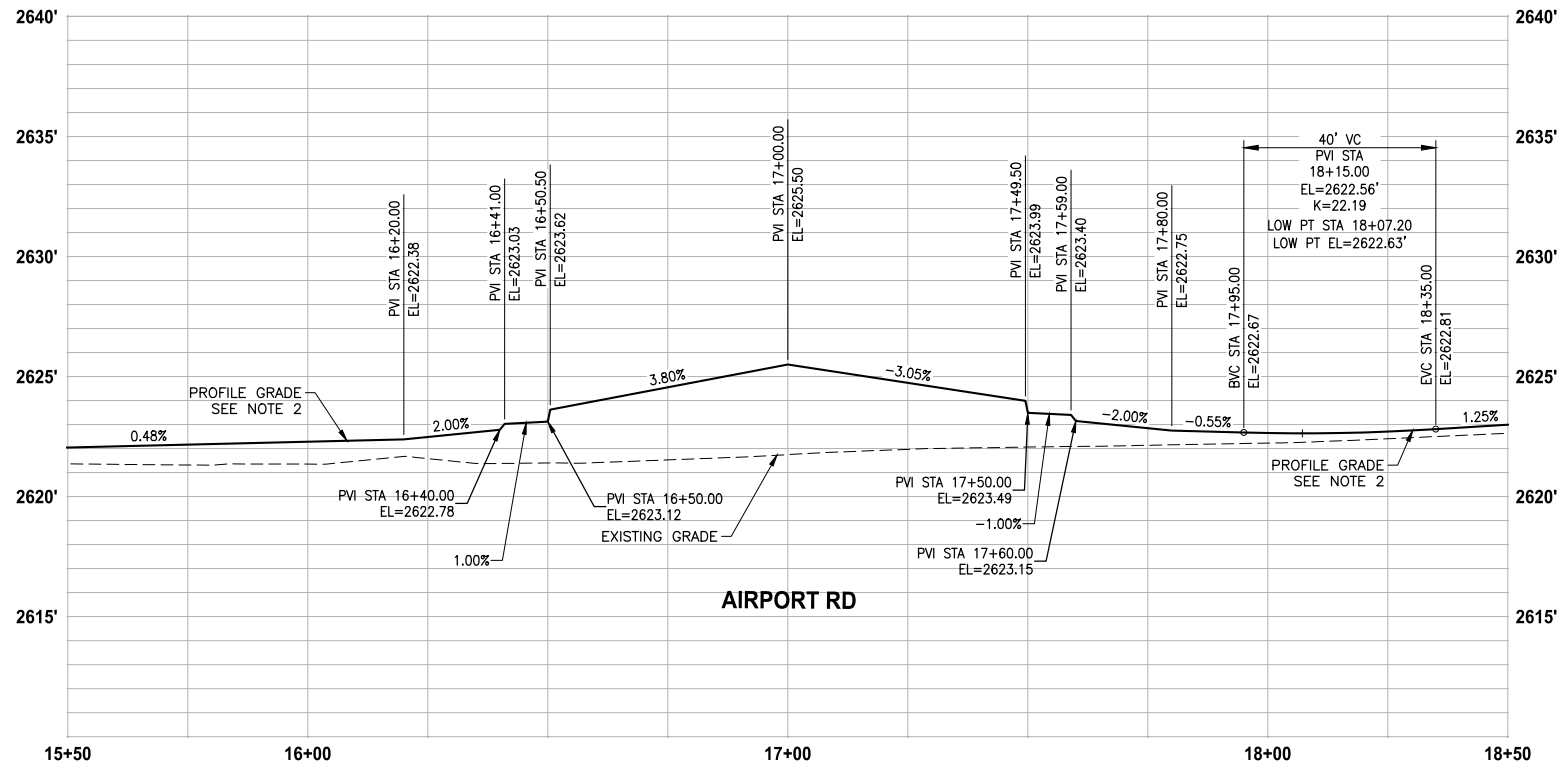 2640'
2640'
2635'
2635'
2630'
2630'
2625'
2625'
2620'
2620'
2615'
2615'
PVI STA 16+20.00
EL=2622.38
PVI STA 16+41.00
EL=2623.03
PVI STA 16+50.50
EL=2623.62
PVI STA 17+00.00
EL=2625.50
PVI STA 17+49.50
EL=2623.99
PVI STA 17+59.00
EL=2623.40
PVI STA 17+80.00
EL=2622.75
BVC STA 17+95.00
EL=2622.67
40' VC
PVI STA
18+15.00
EL=2622.56'
K=22.19
LOW PT STA 18+07.20
LOW PT EL=2622.63'
EVC STA 18+35.00
EL=2622.81
PROFILE GRADE
SEE NOTE 2
0.48%
2.00%
3.80%
-3.05%
-2.00%
-0.55%
1.25%
PVI STA 16+40.00
EL=2622.78
1.00%
PVI STA 16+50.00
EL=2623.12
EXISTING GRADE
PVI STA 17+50.00
EL=2623.49
-1.00%
PVI STA 17+60.00
EL=2623.15
PROFILE GRADE
SEE NOTE 2
AIRPORT RD
15+50
16+00
17+00
18+00
18+50